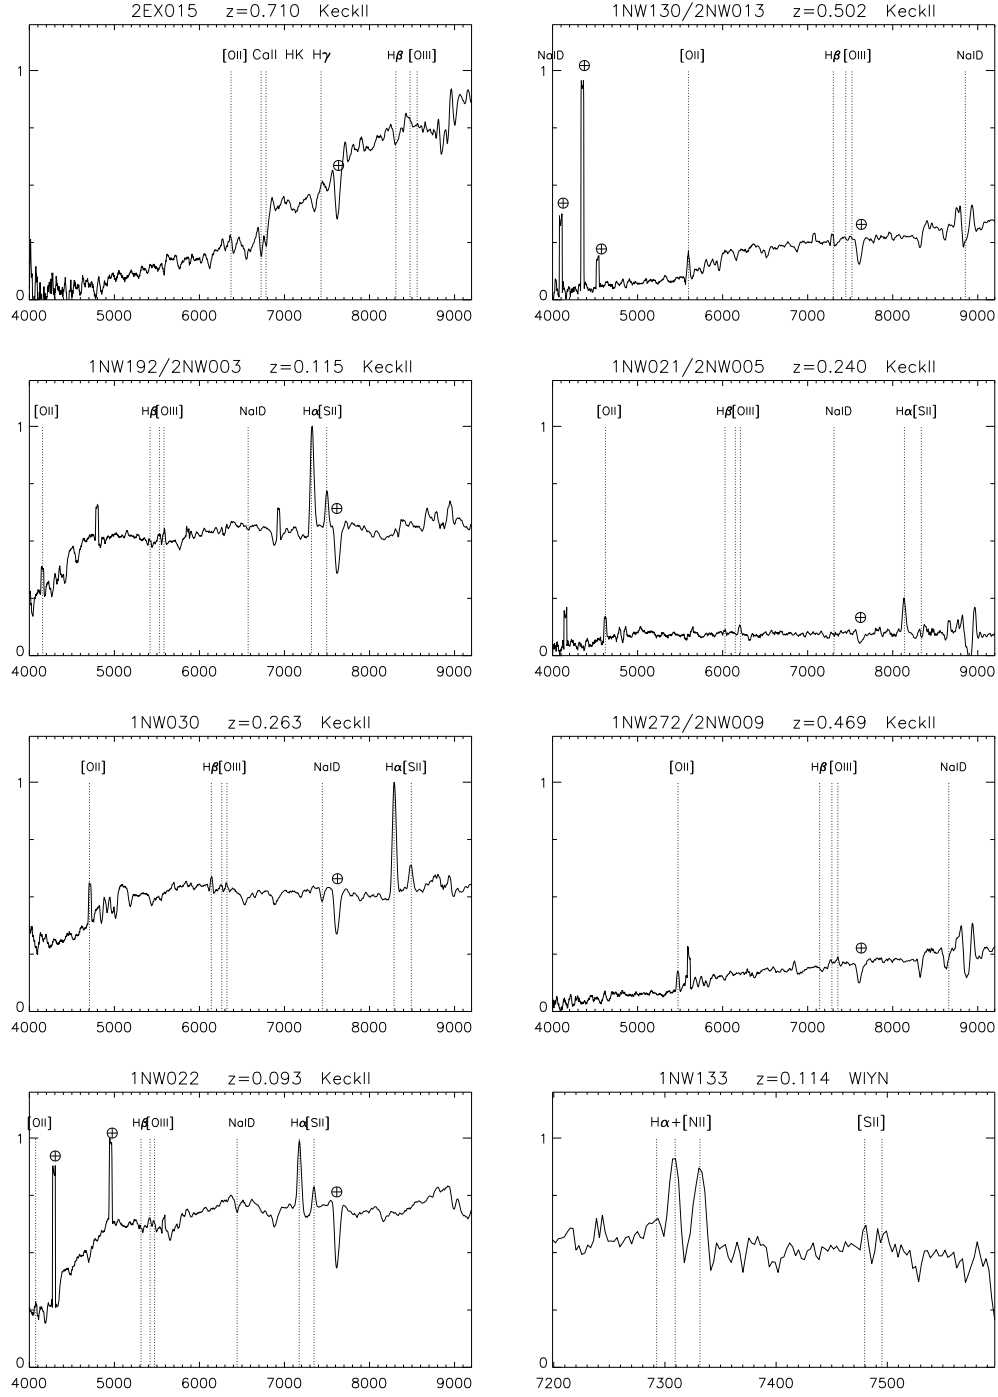 2EX015 z=0.710 KeckII
[OII] CaII HK Hγ Hβ [OIII]
1
0
4000 5000 6000 7000 8000 9000
1NW130/2NW013 z=0.502 KeckII
NaID [OII] Hβ [OIII] NaID
1
0
4000 5000 6000 7000 8000 9000
1NW192/2NW003 z=0.115 KeckII
[OII] Hβ[OIII] NaID Hα[SII]
1
0
4000 5000 6000 7000 8000 9000
1NW021/2NW005 z=0.240 KeckII
[OII] Hβ[OIII] NaID Hα[SII]
1
0
4000 5000 6000 7000 8000 9000
1NW030 z=0.263 KeckII
[OII] Hβ[OIII] NaID Hα[SII]
1
0
4000 5000 6000 7000 8000 9000
1NW272/2NW009 z=0.469 KeckII
[OII] Hβ [OIII] NaID
1
0
4000 5000 6000 7000 8000 9000
1NW022 z=0.093 KeckII
[OII] Hβ[OIII] NaID Hα[SII]
1
0
4000 5000 6000 7000 8000 9000
1NW133 z=0.114 WIYN
Hα+[NII] [SII]
1
0
7200 7300 7400 7500